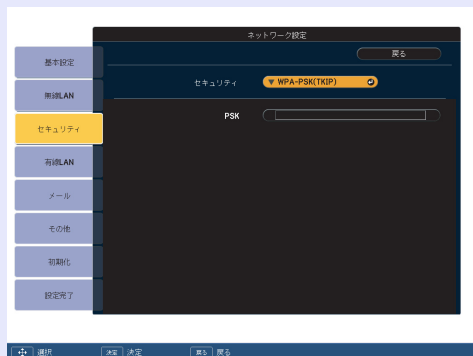 ネットワーク設定
戻る
基本設定
無線LAN
セキュリティ
有線LAN
メール
その他
初期化
設定完了
セキュリティ
WPA-PSK(TKIP)
PSK
選択
決定 決定
戻る 戻る